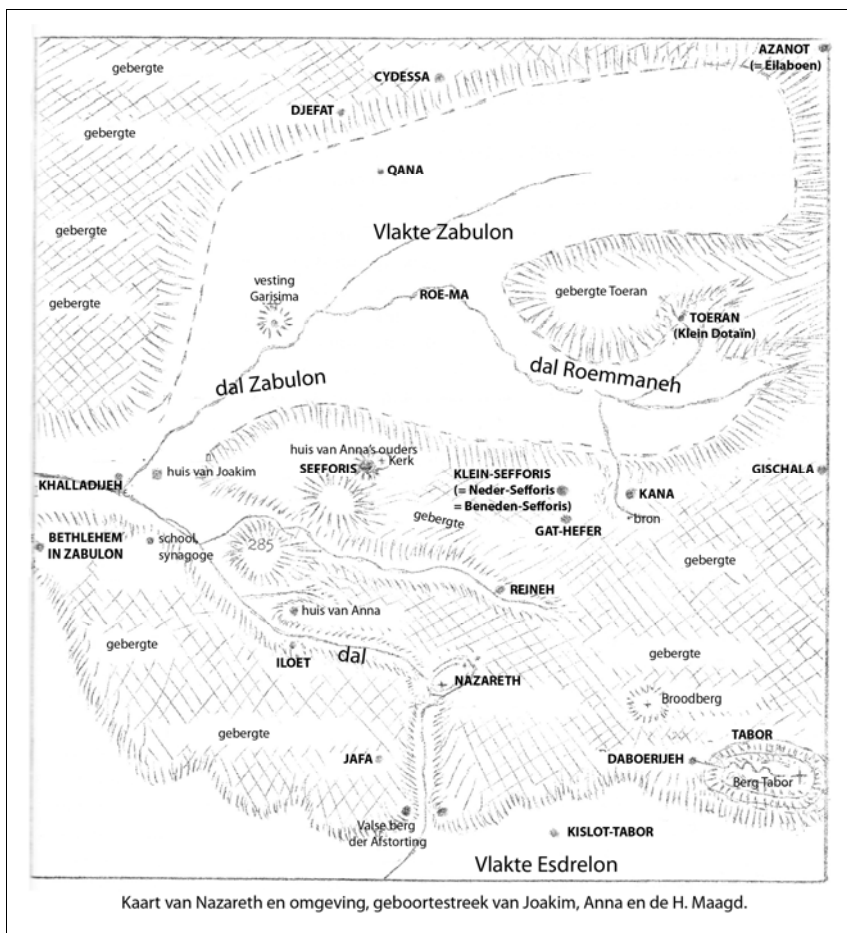 AZANOT
(= Eilaboen)
gebergte
CYDESSA
DJEFAT
gebergte
QANA
gebergte
Vlakte Zabulon
vesting
Garisima
ROE-MA
gebergte Toeran
gebergte
TOERAN
(Klein Dotaïn)
dal Zabulon
dal Roemmaneh
huis van Anna's ouders
Kerk
SEFFORIS
huis van Joakim
KHALLADIJEH
KLEIN-SEFFORIS
(= Neder-Sefforis
= Beneden-Sefforis)
GISCHALA
KANA
gebergte
bron
GAT-HEFER
BETHLEHEM
IN ZABULON
school,
synagoge
285
gebergte
REINEH
huis van Anna
gebergte
ILOET
dal
gebergte
NAZARETH
Broodberg
gebergte
TABOR
JAFA
DABOERIJEH
Berg Tabor
Valse berg
der Afstorting
KISLOT-TABOR
Vlakte Esdrelon
Kaart van Nazareth en omgeving, geboortestreek van Joakim, Anna en de H. Maagd.